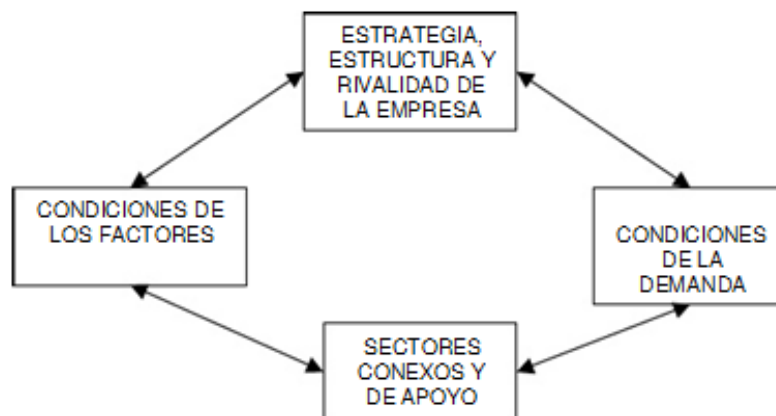 ESTRATEGIA,
ESTRUCTURA Y
RIVALIDAD DE
LA EMPRESA
CONDICIONES DE
LOS FACTORES
CONDICIONES
DE LA
DEMANDA
SECTORES
CONEXOS Y
DE APOYO